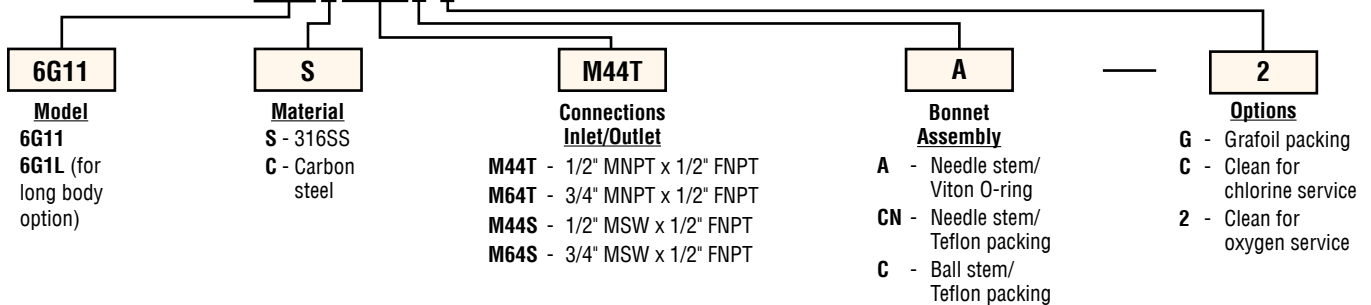 6G11
S
M44T
A
2
Model
6G11
6G1L (for
long body
option)
Material
S - 316SS
C - Carbon
steel
Connections
Inlet/Outlet
M44T - 1/2" MNPT x 1/2" FNPT
M64T - 3/4" MNPT x 1/2" FNPT
M44S - 1/2" MSW x 1/2" FNPT
M64S - 3/4" MSW x 1/2" FNPT
Bonnet
Assembly
A - Needle stem/
Viton O-ring
CN - Needle stem/
Teflon packing
C - Ball stem/
Teflon packing
Options
G - Grafoil packing
C - Clean for
chlorine service
2 - Clean for
oxygen service